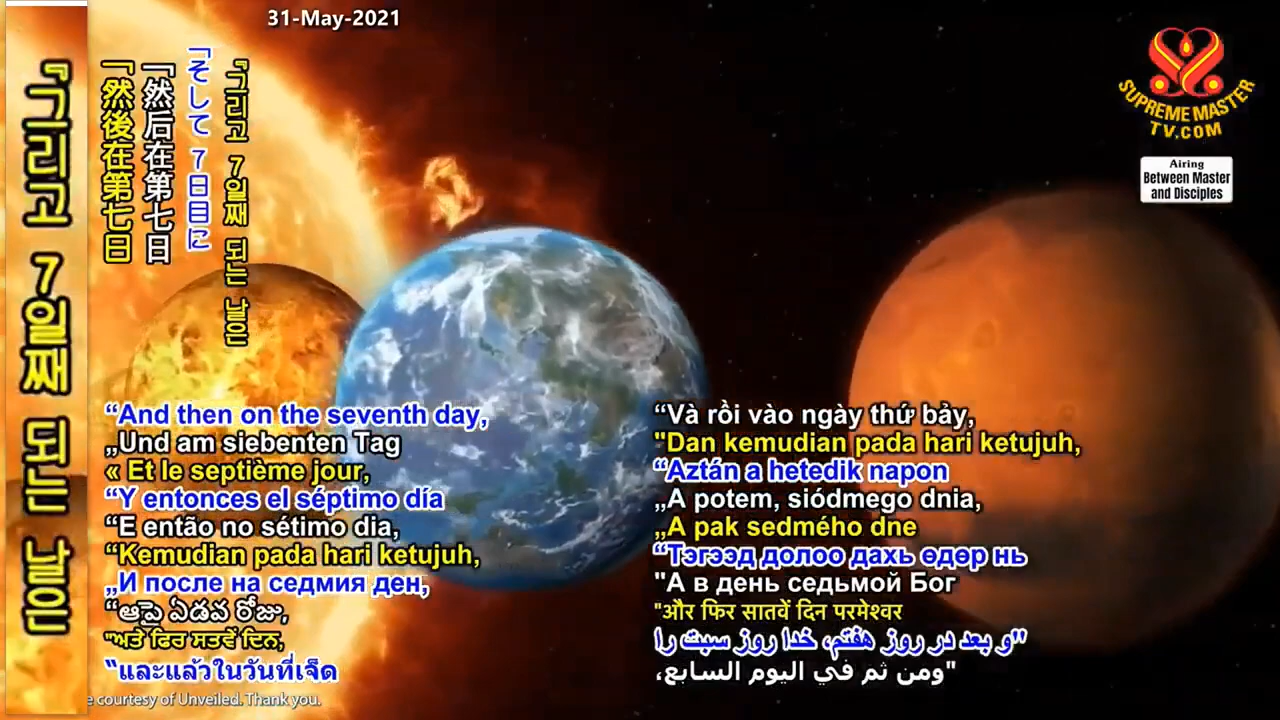 31-May-2021
SUPREME MASTER
TV.COM
Airing
Between Master
and Disciples
『그리고 7일째 되는 날인
『그리고 7일째 되는 날인
「そして 7日目に
「然后在第七日
「然後在第七日
“And then on the seventh day,
„Und am siebenten Tag
« Et le septième jour,
“Y entonces el séptimo día
“E então no sétimo dia,
“Kemudian pada hari ketujuh,
„И после на седмия ден,
“ఆపై ఏడవ రోజు,
"ਅਤੇ ਫਿਰ ਸਤਵੇਂ ਦਿਨ,
“และแล้วในวันที่เจ็ด
“Và rồi vào ngày thứ bảy,
"Dan kemudian pada hari ketujuh,
“Aztán a hetedik napon
„A potem, siódmego dnia,
„A pak sedmého dne
“Тэгээд долоо дахь өдөр нь
"А в день седьмой Бог
"और फिर सातवें दिन परमेश्वर
"و بعد در روز هفتم، خدا روز سبت را
"ومن ثم في اليوم السابع،
e courtesy of Unveiled. Thank you.